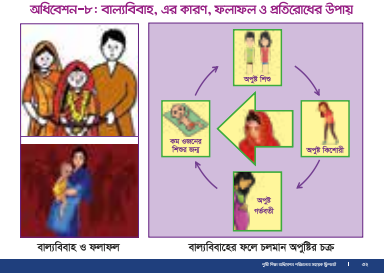 অধিবেশন-৮: বাল্যবিবাহ, এর কারণ, ফলাফল ও প্রতিরোধের উপায়
অপুষ্ট শিশু
কম ওজনের
শিশুর জন্ম
অপুষ্ট কিশোরী
অপুষ্ট
গর্ভবতী
বাল্যবিবাহ ও ফলাফল
বাল্যবিবাহের ফলে চলমান অপুষ্টির চক্র